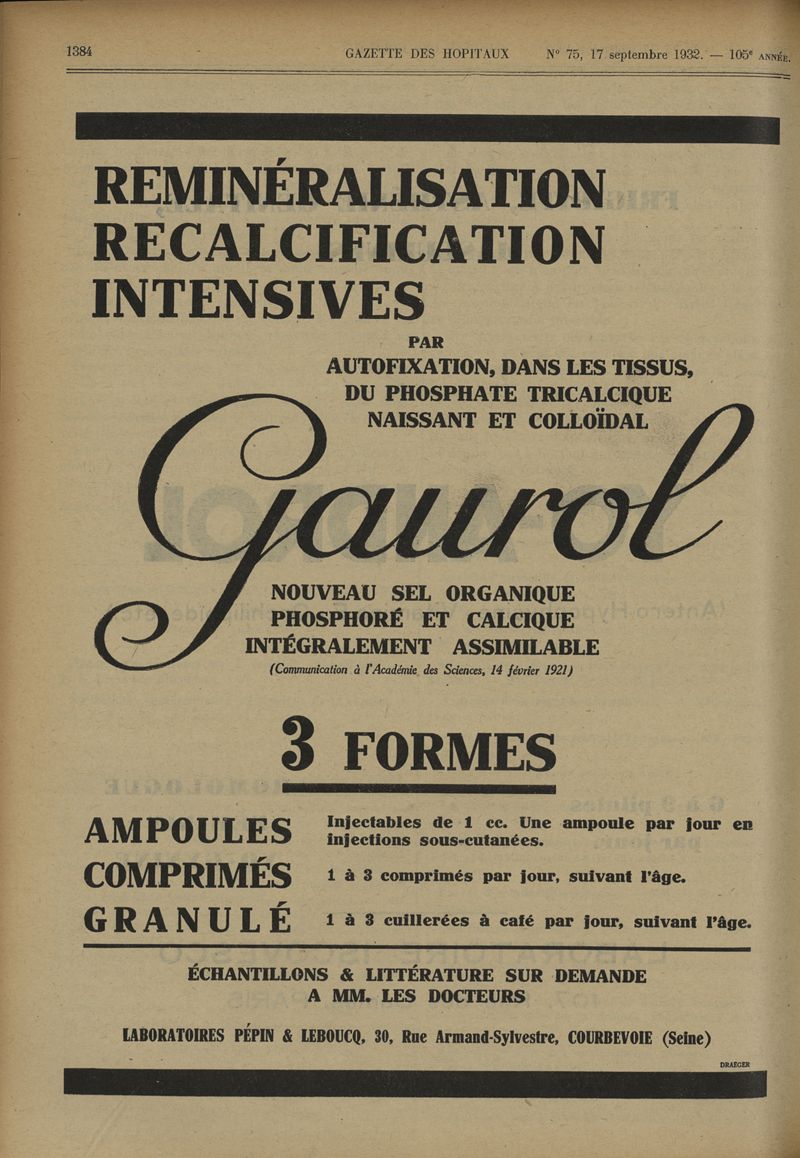 1384 GAZETTE DES HOPITAUX N° 75, 17 septembre 1932. — 105e ANNÉE.
REMINÉRALISATION
RECALCIFICATION
INTENSIVES
PAR
AUTOFIXATION, DANS LES TISSUS,
DU PHOSPHATE TRICALCIQUE
NAISSANT ET COLLOÏDAL
Gaurol
NOUVEAU SEL ORGANIQUE
PHOSPHORÉ ET CALCIQUE
INTÉGRALEMENT ASSIMILABLE
(Communication à l'Académie des Sciences, 14 février 1921)
3 FORMES
AMPOULES Injectables de 1 cc. Une ampoule par jour en
injections sous-cutanées.
COMPRIMÉS 1 à 3 comprimés par jour, suivant l'âge.
GRANULÉ 1 à 3 cuillerées à café par jour, suivant l'âge.
ÉCHANTILLONS & LITTÉRATURE SUR DEMANDE
A MM. LES DOCTEURS
LABORATOIRES PÉPIN & LEBOUCQ, 30, Rue Armand-Sylvestre, COURBEVOIE (Seine)
DRAEGER